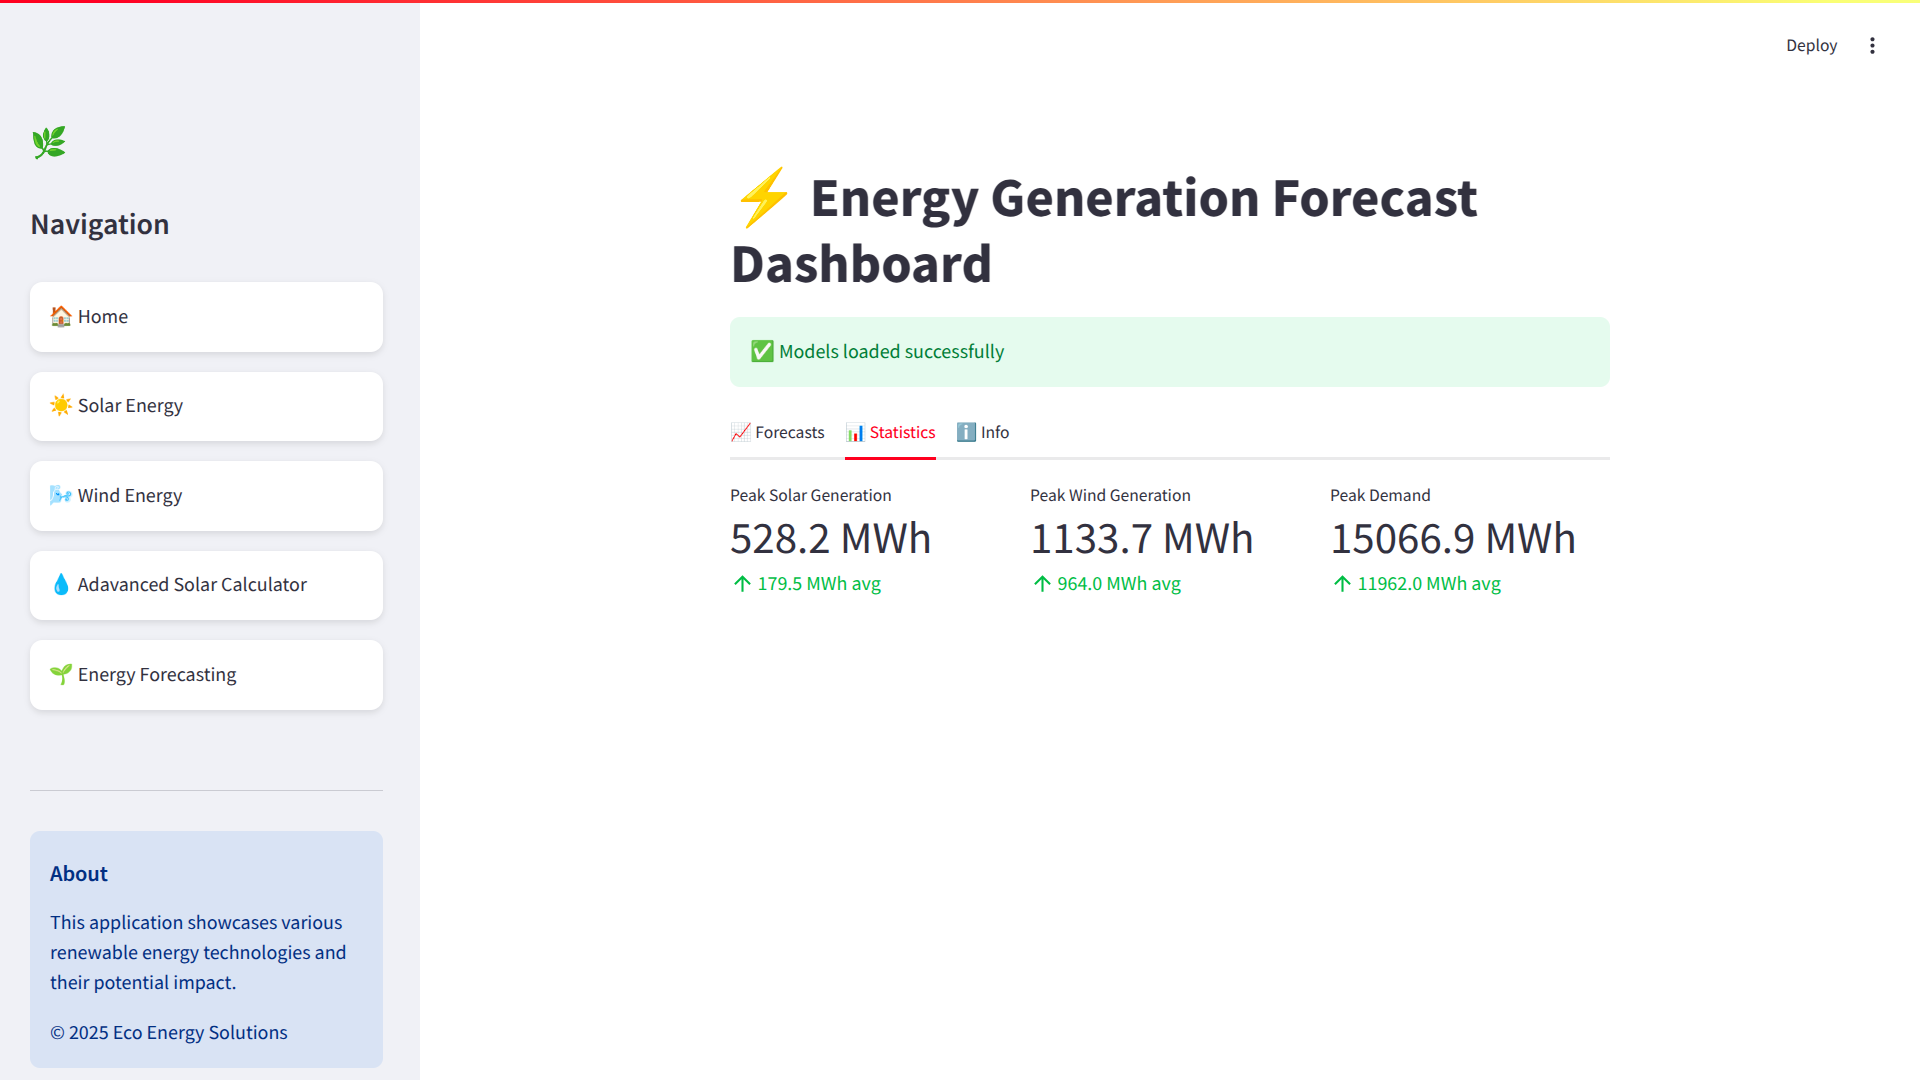 Deploy
Navigation
Home
Solar Energy
Wind Energy
Adavanced Solar Calculator
Energy Forecasting
About
This application showcases various
renewable energy technologies and
their potential impact.
© 2025 Eco Energy Solutions
⚡ Energy Generation Forecast
Dashboard
✅ Models loaded successfully
Forecasts Statistics Info
Peak Solar Generation
528.2 MWh
↑ 179.5 MWh avg
Peak Wind Generation
1133.7 MWh
↑ 964.0 MWh avg
Peak Demand
15066.9 MWh
↑ 11962.0 MWh avg